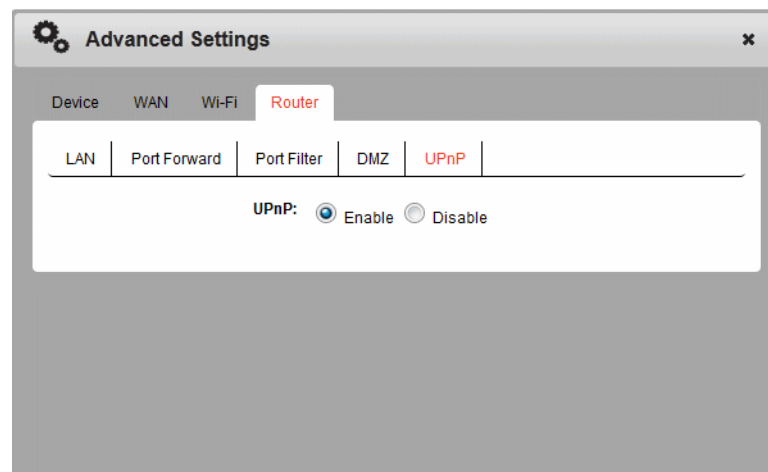 Advanced Settings
Device WAN Wi-Fi Router
LAN Port Forward Port Filter DMZ UPnP
UPnP: Enable Disable